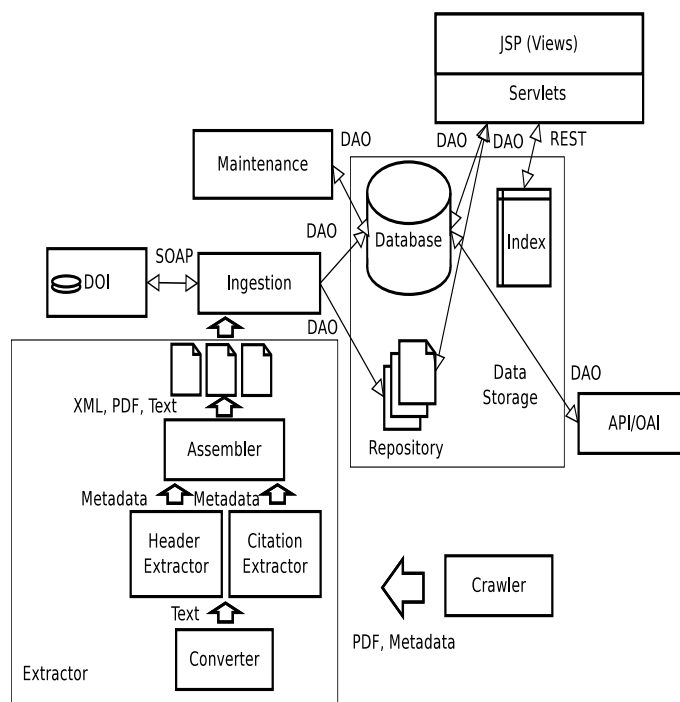 JSP (Views)
Servlets
DAO
DAO
DAO
REST
Maintenance
Database
Index
DAO
SOAP
DOI
Ingestion
DAO
Data
Storage
DAO
XML, PDF, Text
Repository
API/OAI
Assembler
Metadata
Metadata
Header
Extractor
Citation
Extractor
Crawler
Text
PDF, Metadata
Converter
Extractor